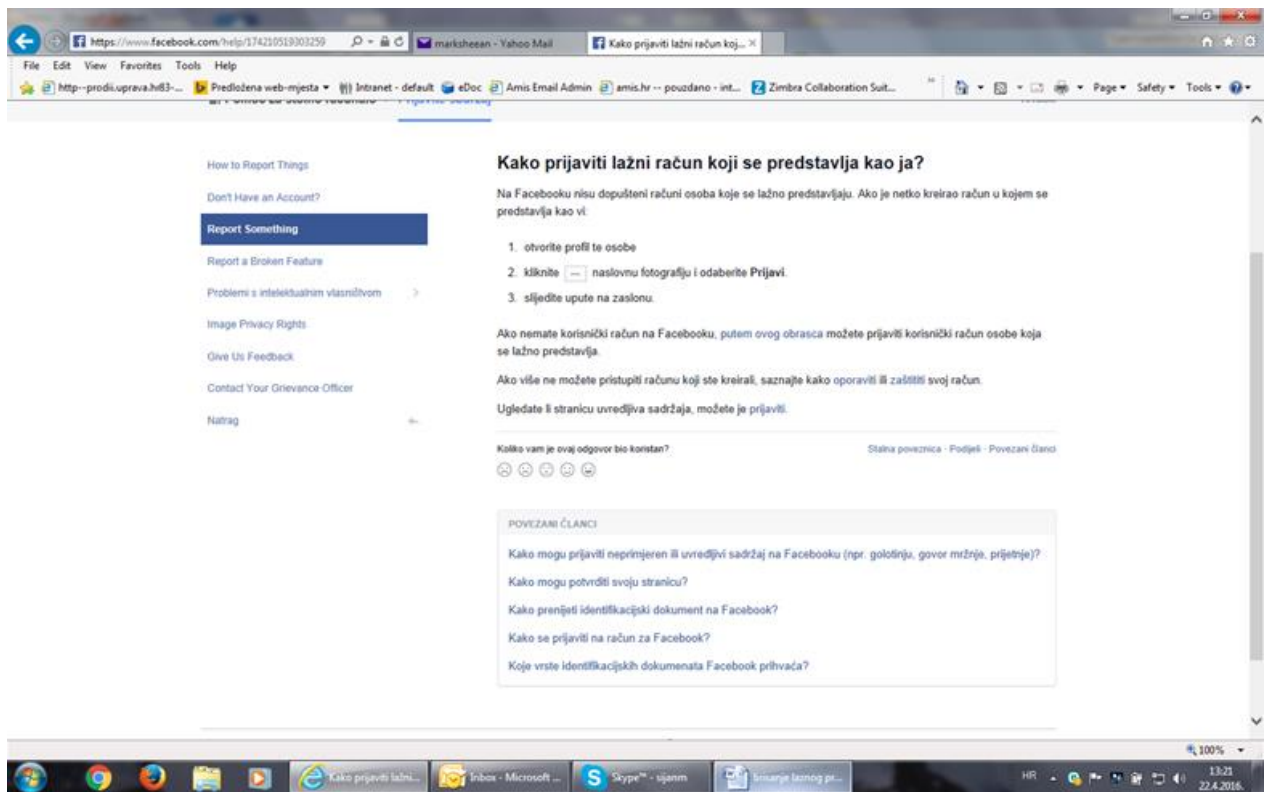 https://www.facebook.com/help/174210519303259
marksheean - Yahoo Mail
Kako prijaviti lažni račun koj...
File Edit View Favorites Tools Help
http--prodii.uprava.hr83-... Predložena web-mjesta Intranet - default eDoc Amis Email Admin amis.hr -- pouzdano - int... Zimbra Collaboration Suit...
Page Safety Tools
How to Report Things
Don't Have an Account?
Report Something
Report a Broken Feature
Problemi s intelektualnim vlasništvom
Image Privacy Rights
Give Us Feedback
Contact Your Grievance Officer
Natrag
Kako prijaviti lažni račun koji se predstavlja kao ja?
Na Facebooku nisu dopušteni računi osoba koje se lažno predstavljaju. Ako je netko kreirao račun u kojem se
predstavlja kao vi:
1. otvorite profil te osobe
2. kliknite ... naslovnu fotografiju i odaberite Prijavi.
3. slijedite upute na zaslonu.
Ako nemate korisnički račun na Facebooku, putem ovog obrasca možete prijaviti korisnički račun osobe koja
se lažno predstavlja.
Ako više ne možete pristupiti računu koji ste kreirali, saznajte kako oporaviti ili zaštititi svoj račun.
Ugledate li stranicu uvredljiva sadržaja, možete je prijaviti.
Koliko vam je ovaj odgovor bio koristan?
Stalna poveznica · Podijeli · Povezani članci
POVEZANI ČLANCI
Kako mogu prijaviti neprimjeren ili uvredljivi sadržaj na Facebooku (npr. golotinju, govor mržnje, prijetnje)?
Kako mogu potvrditi svoju stranicu?
Kako prenijeti identifikacijski dokument na Facebook?
Kako se prijaviti na račun za Facebook?
Koje vrste identifikacijskih dokumenata Facebook prihvaća?
100%
Kako prijaviti lažni...
Inbox - Microsoft ...
Skype™ - sijanm
brisanje laznog pr...
HR
13:21
22.4.2016.